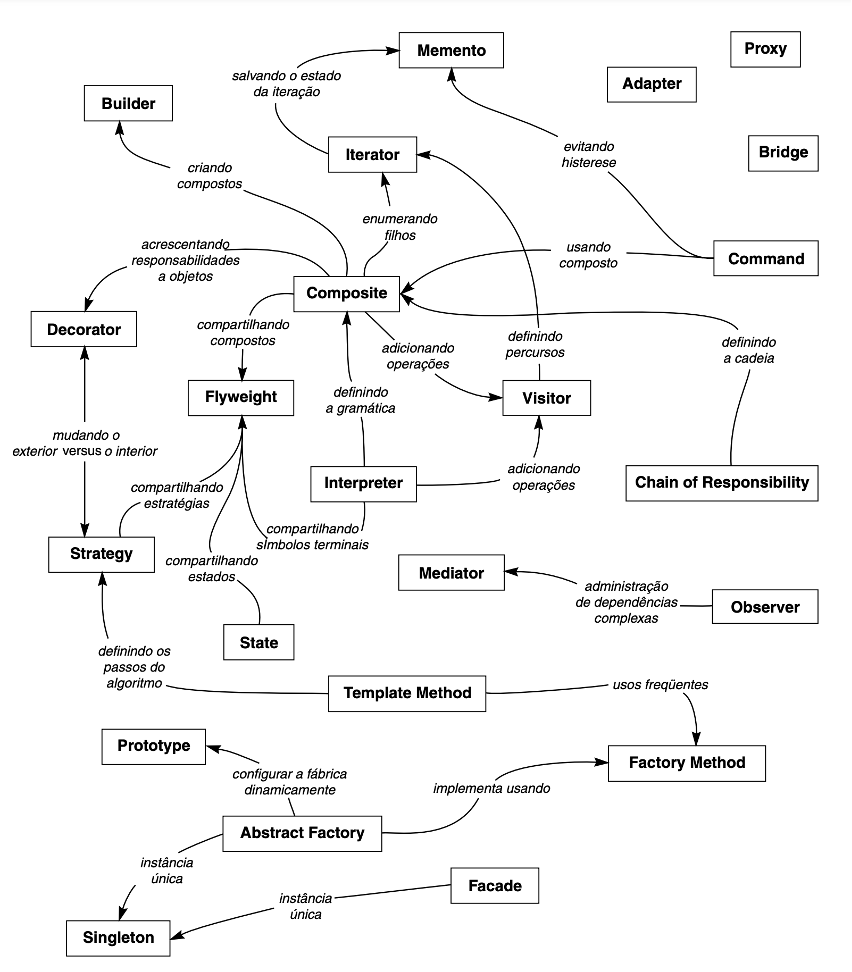 Memento
Proxy
Adapter
salvando o estado
da iteração
Builder
Iterator
evitando
histerese
Bridge
criando
compostos
enumerando
filhos
acrescentando
responsabilidades
a objetos
usando
composto
Command
Composite
Decorator
compartilhando
compostos
adicionando
operações
definindo
percursos
definindo
a cadeia
Flyweight
definindo
a gramática
Visitor
mudando o
exterior versus o interior
compartilhando
estratégias
Interpreter
adicionando
operações
Chain of Responsibility
Strategy
compartilhando
símbolos terminais
compartilhando
estados
Mediator
administração
de dependências
complexas
Observer
State
definindo os
passos do
algoritmo
Template Method
usos freqüentes
Prototype
configurar a fábrica
dinamicamente
implementa usando
Factory Method
Abstract Factory
instância
única
Facade
instância
única
Singleton